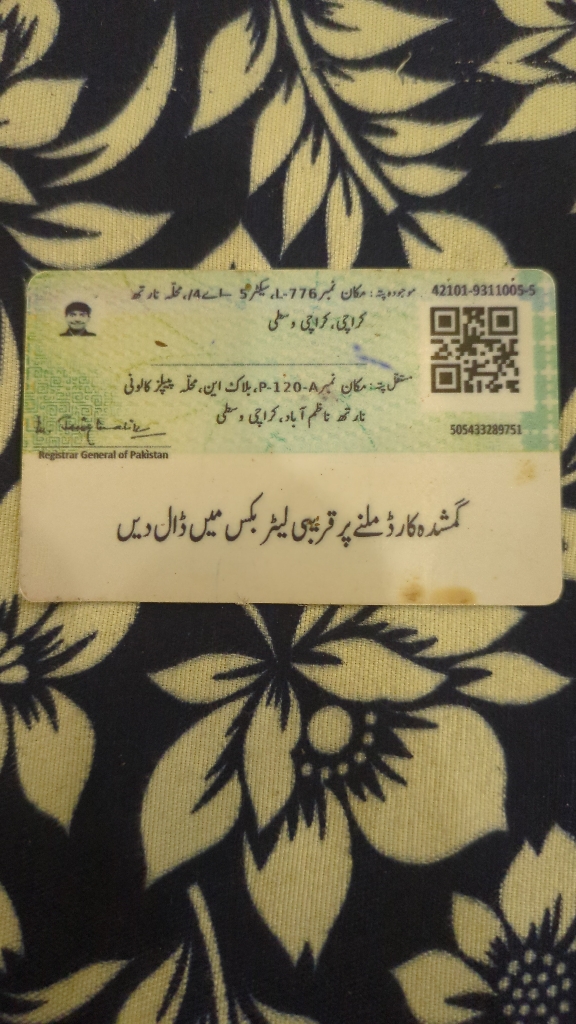 42101-9311005-5
موجودہ پتہ: مکان نمبر L-776، سیکٹر 5 اے/A، محلہ نارتھ
کراچی، کراچی وسطی
مستقل پتہ: مکان نمبر P-120-A، بلاک این، محلہ پیپلز کالونی
نارتھ ناظم آباد، کراچی وسطی
505433289751
Registrar General of Pakistan
گمشدہ کارڈ ملنے پر قریبی لیٹر بکس میں ڈال دیں